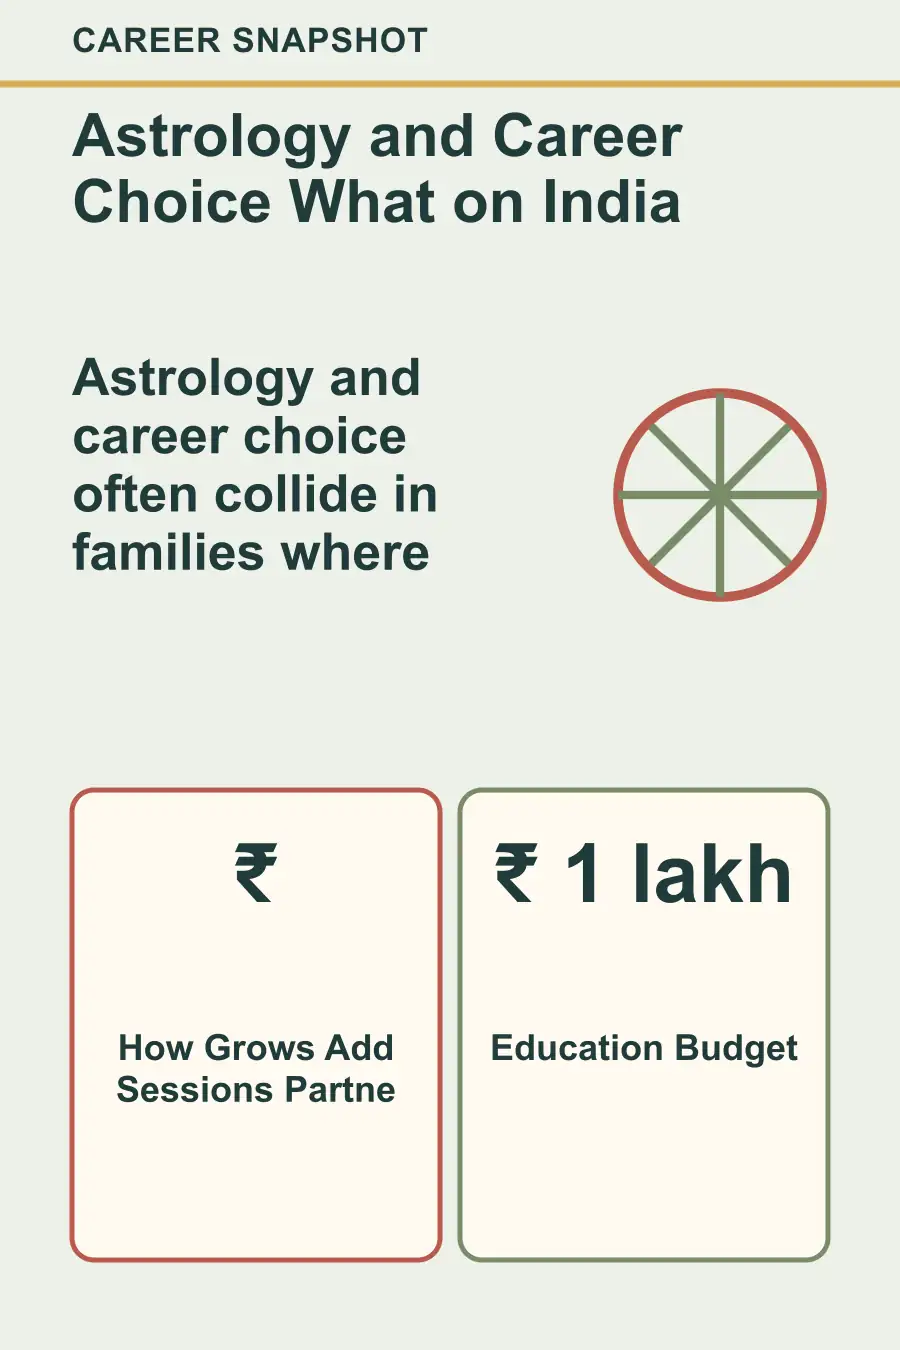 CAREER SNAPSHOT
Astrology and Career
Choice What on India
Astrology and
career choice
often collide in
families where
₹
How Grows Add
Sessions Partne
₹ 1 lakh
Education Budget